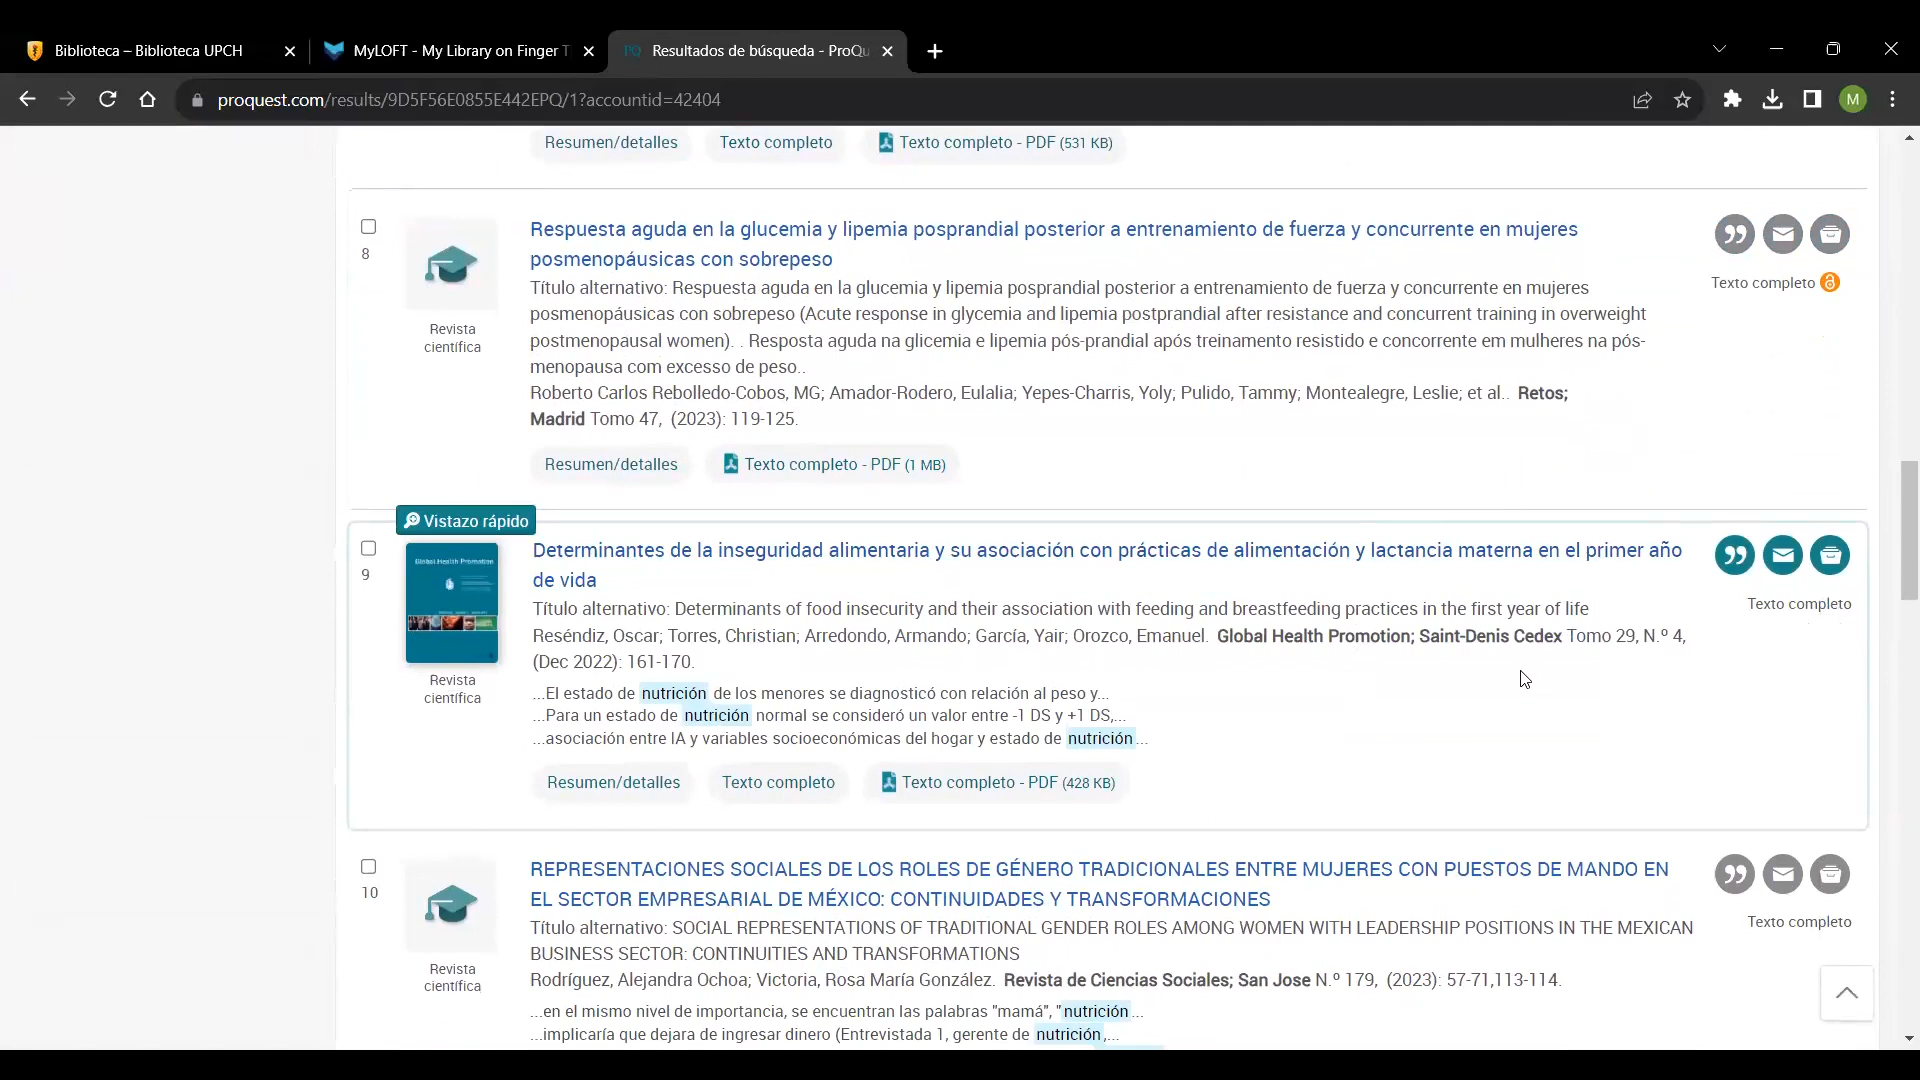 Biblioteca – Biblioteca UPCH
MyLOFT - My Library on Finger T
PQ
Resultados de búsqueda - ProQu
proquest.com/results/9D5F56E0855E442EPQ/1?accountid=42404
M
Resumen/detalles
Texto completo
Texto completo - PDF (531 KB)
8
Revista
científica
Respuesta aguda en la glucemia y lipemia posprandial posterior a entrenamiento de fuerza y concurrente en mujeres
posmenopáusicas con sobrepeso
Título alternativo: Respuesta aguda en la glucemia y lipemia posprandial posterior a entrenamiento de fuerza y concurrente en mujeres
posmenopáusicas con sobrepeso (Acute response in glycemia and lipemia postprandial after resistance and concurrent training in overweight
postmenopausal women). . Resposta aguda na glicemia e lipemia pós-prandial após treinamento resistido e concorrente em mulheres na pós-
menopausa com excesso de peso..
Roberto Carlos Rebolledo-Cobos, MG; Amador-Rodero, Eulalia; Yepes-Charris, Yoly; Pulido, Tammy; Montealegre, Leslie; et al.. Retos;
Madrid Tomo 47, (2023): 119-125.
Texto completo
Resumen/detalles
Texto completo - PDF (1 MB)
Vistazo rápido
9
Global Health Promotion
Revista
científica
Determinantes de la inseguridad alimentaria y su asociación con prácticas de alimentación y lactancia materna en el primer año
de vida
Título alternativo: Determinants of food insecurity and their association with feeding and breastfeeding practices in the first year of life
Reséndiz, Oscar; Torres, Christian; Arredondo, Armando; García, Yair; Orozco, Emanuel. Global Health Promotion; Saint-Denis Cedex Tomo 29, N.º 4,
(Dec 2022): 161-170.
...El estado de nutrición de los menores se diagnosticó con relación al peso y...
...Para un estado de nutrición normal se consideró un valor entre -1 DS y +1 DS,...
...asociación entre IA y variables socioeconómicas del hogar y estado de nutrición...
Texto completo
Resumen/detalles
Texto completo
Texto completo - PDF (428 KB)
10
Revista
científica
REPRESENTACIONES SOCIALES DE LOS ROLES DE GÉNERO TRADICIONALES ENTRE MUJERES CON PUESTOS DE MANDO EN
EL SECTOR EMPRESARIAL DE MÉXICO: CONTINUIDADES Y TRANSFORMACIONES
Título alternativo: SOCIAL REPRESENTATIONS OF TRADITIONAL GENDER ROLES AMONG WOMEN WITH LEADERSHIP POSITIONS IN THE MEXICAN
BUSINESS SECTOR: CONTINUITIES AND TRANSFORMATIONS
Rodríguez, Alejandra Ochoa; Victoria, Rosa María González. Revista de Ciencias Sociales; San Jose N.º 179, (2023): 57-71,113-114.
...en el mismo nivel de importancia, se encuentran las palabras "mamá", "nutrición...
...implicaría que dejara de ingresar dinero (Entrevistada 1, gerente de nutrición,...
Texto completo